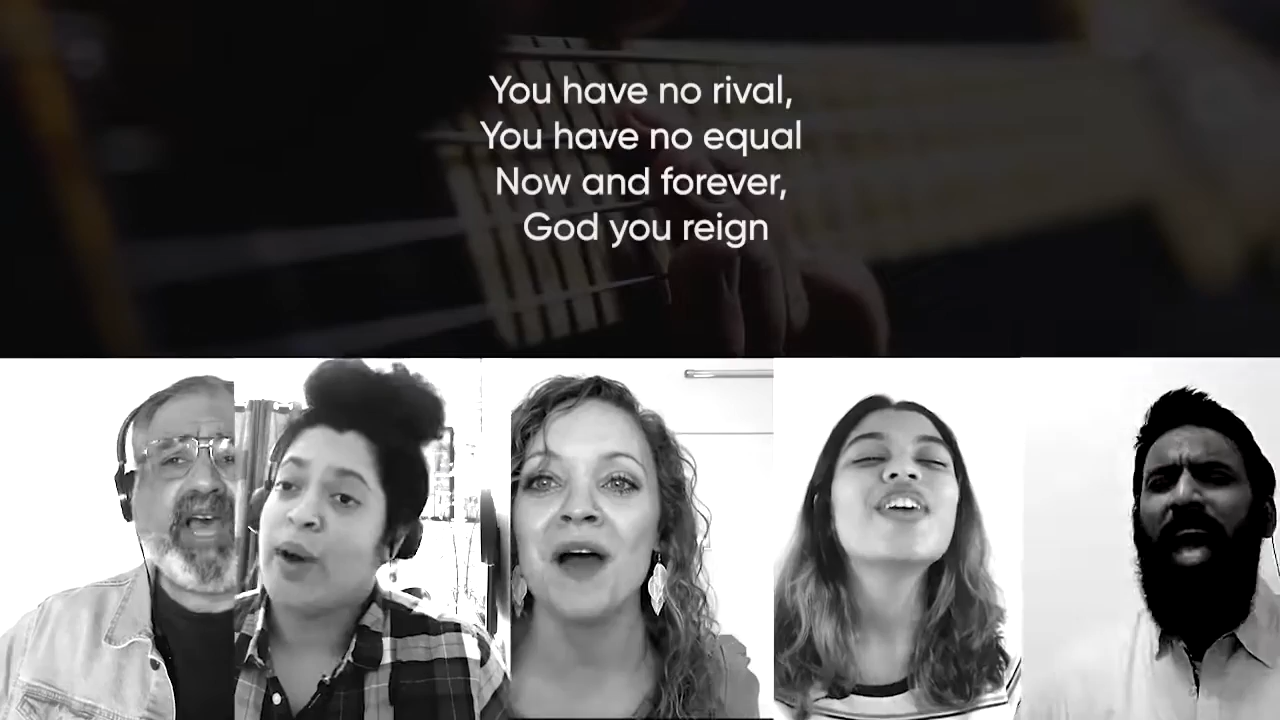 You have no rival,
You have no equal
Now and forever,
God you reign